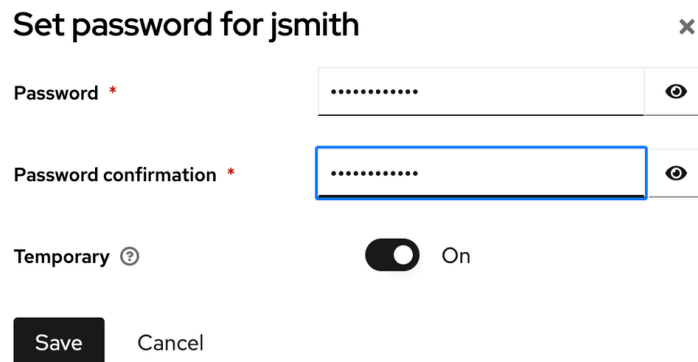 Set password for jsmith
Password *
••••••••••••
Password confirmation *
••••••••••••
Temporary On
Save Cancel